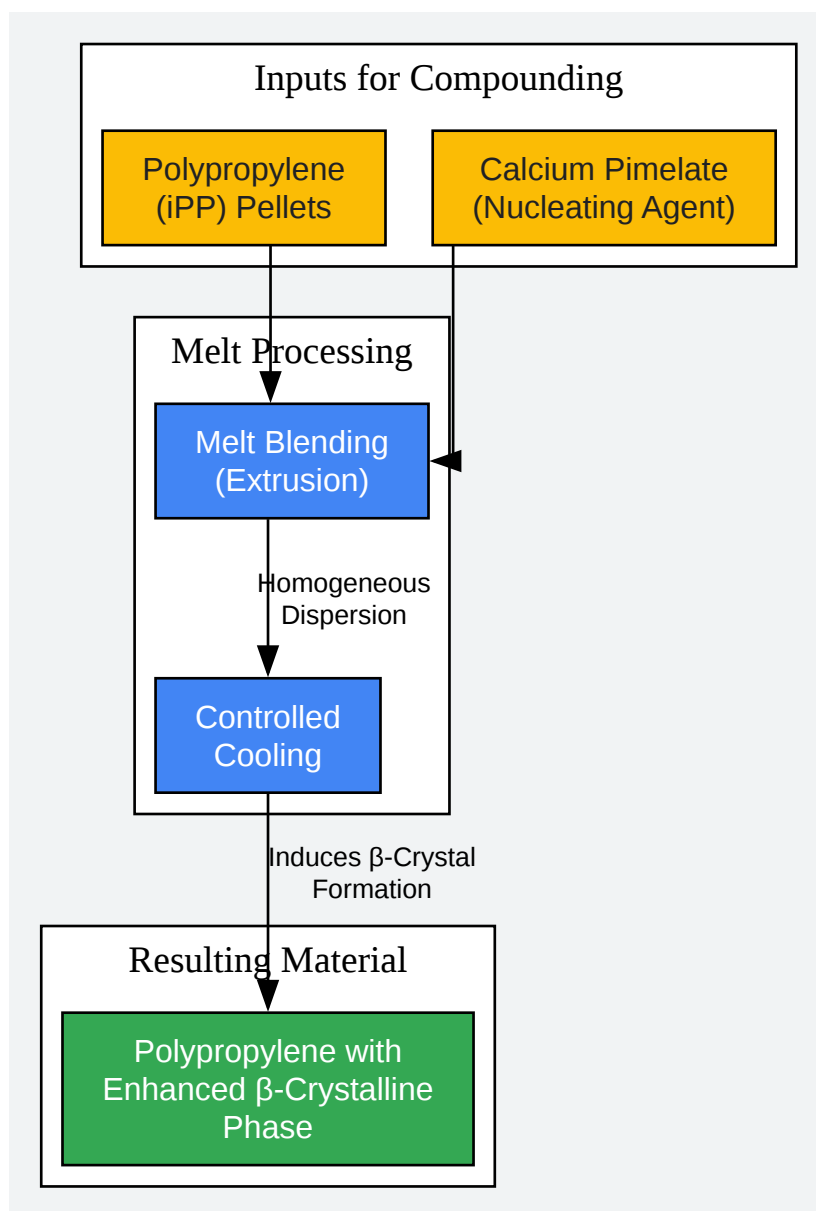 Inputs for Compounding
Polypropylene
(iPP) Pellets
Calcium Pimelate
(Nucleating Agent)
Melt Processing
Melt Blending
(Extrusion)
Homogeneous
Dispersion
Controlled
Cooling
Induces β-Crystal
Formation
Resulting Material
Polypropylene with
Enhanced β-Crystalline
Phase